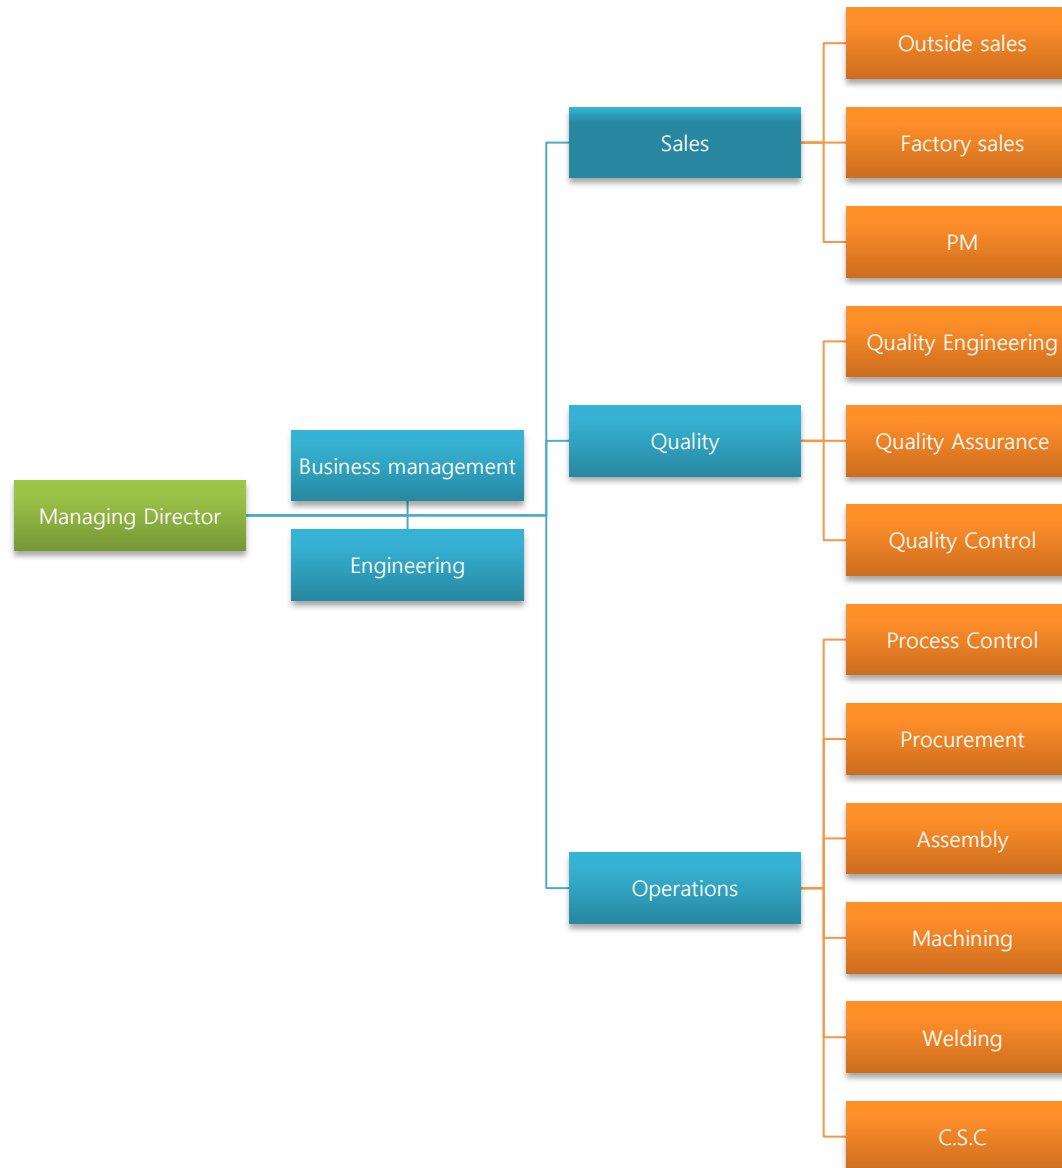 Managing Director
Business management
Engineering
Sales
Outside sales
Factory sales
PM
Quality
Quality Engineering
Quality Assurance
Quality Control
Operations
Process Control
Procurement
Assembly
Machining
Welding
C.S.C